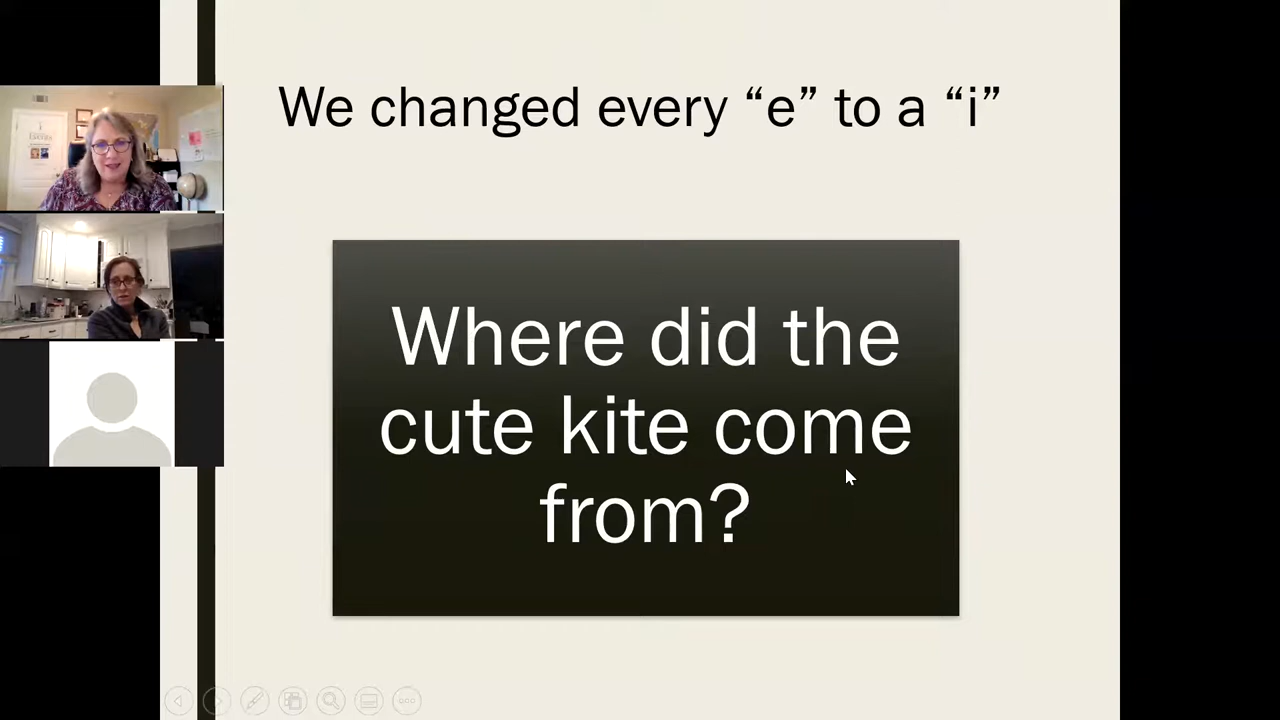 We changed every “e” to a “i”
Where did the
cute kite come
from?